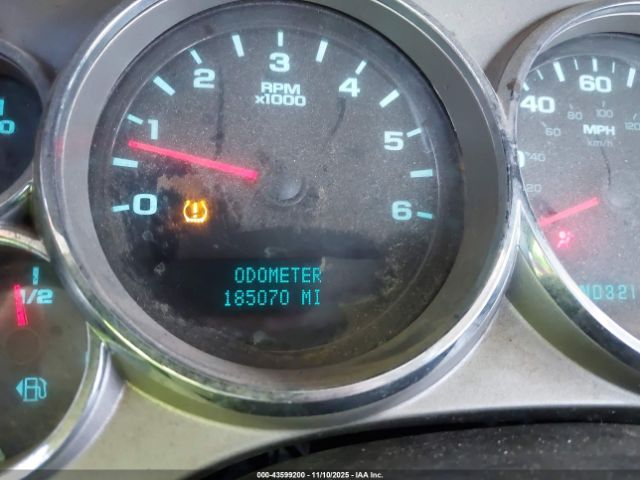 0 1 2 3 4 5 6
RPM
x1000
ODOMETER
185070 MI
1/2
40 60
60 80 100 120
MPH
km/h
40
20
ND321
000-43599200 - 11/10/2025 - IAA Inc.